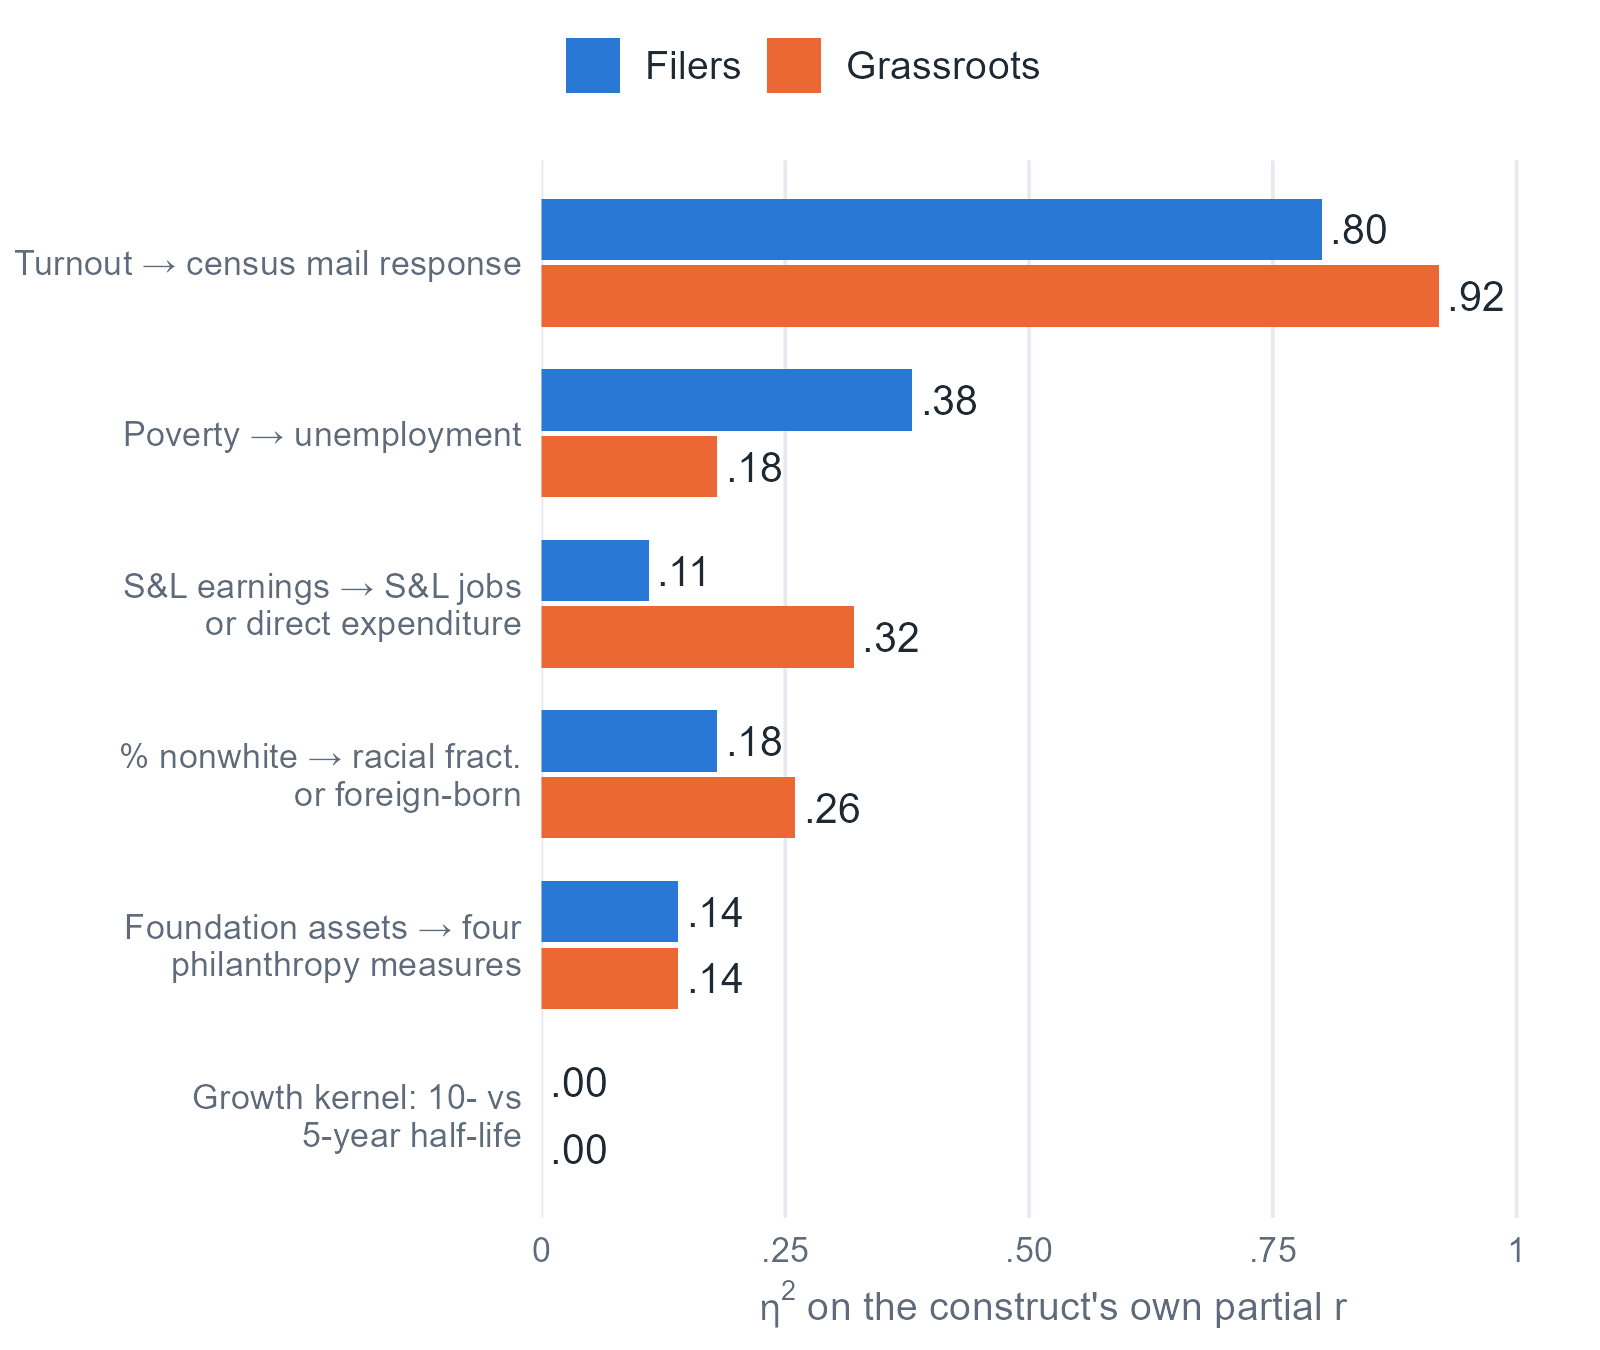 Filers Grassroots
Turnout → census mail response
.80
.92
Poverty → unemployment
.38
.18
S&L earnings → S&L jobs
or direct expenditure
.11
.32
% nonwhite → racial fract.
or foreign-born
.18
.26
Foundation assets → four
philanthropy measures
.14
.14
Growth kernel: 10- vs
5-year half-life
.00
.00
0 .25 .50 .75 1
η² on the construct's own partial r